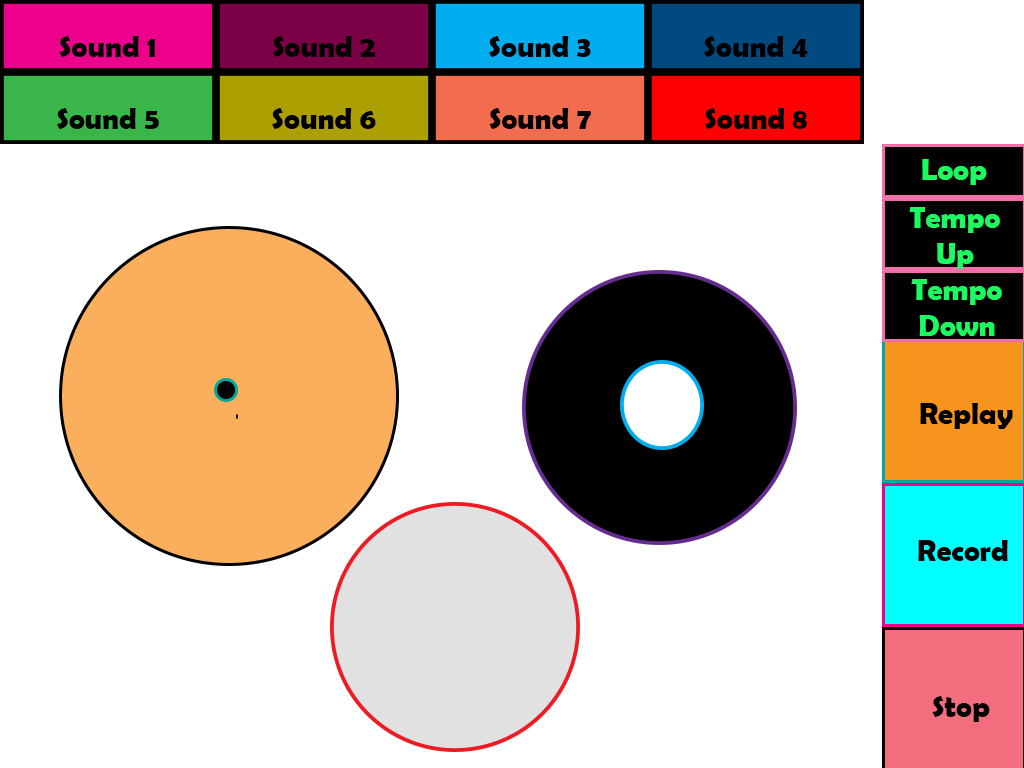 Sound 1
Sound 2
Sound 3
Sound 4
Sound 5
Sound 6
Sound 7
Sound 8
Loop
Tempo
Up
Tempo
Down
Replay
Record
Stop